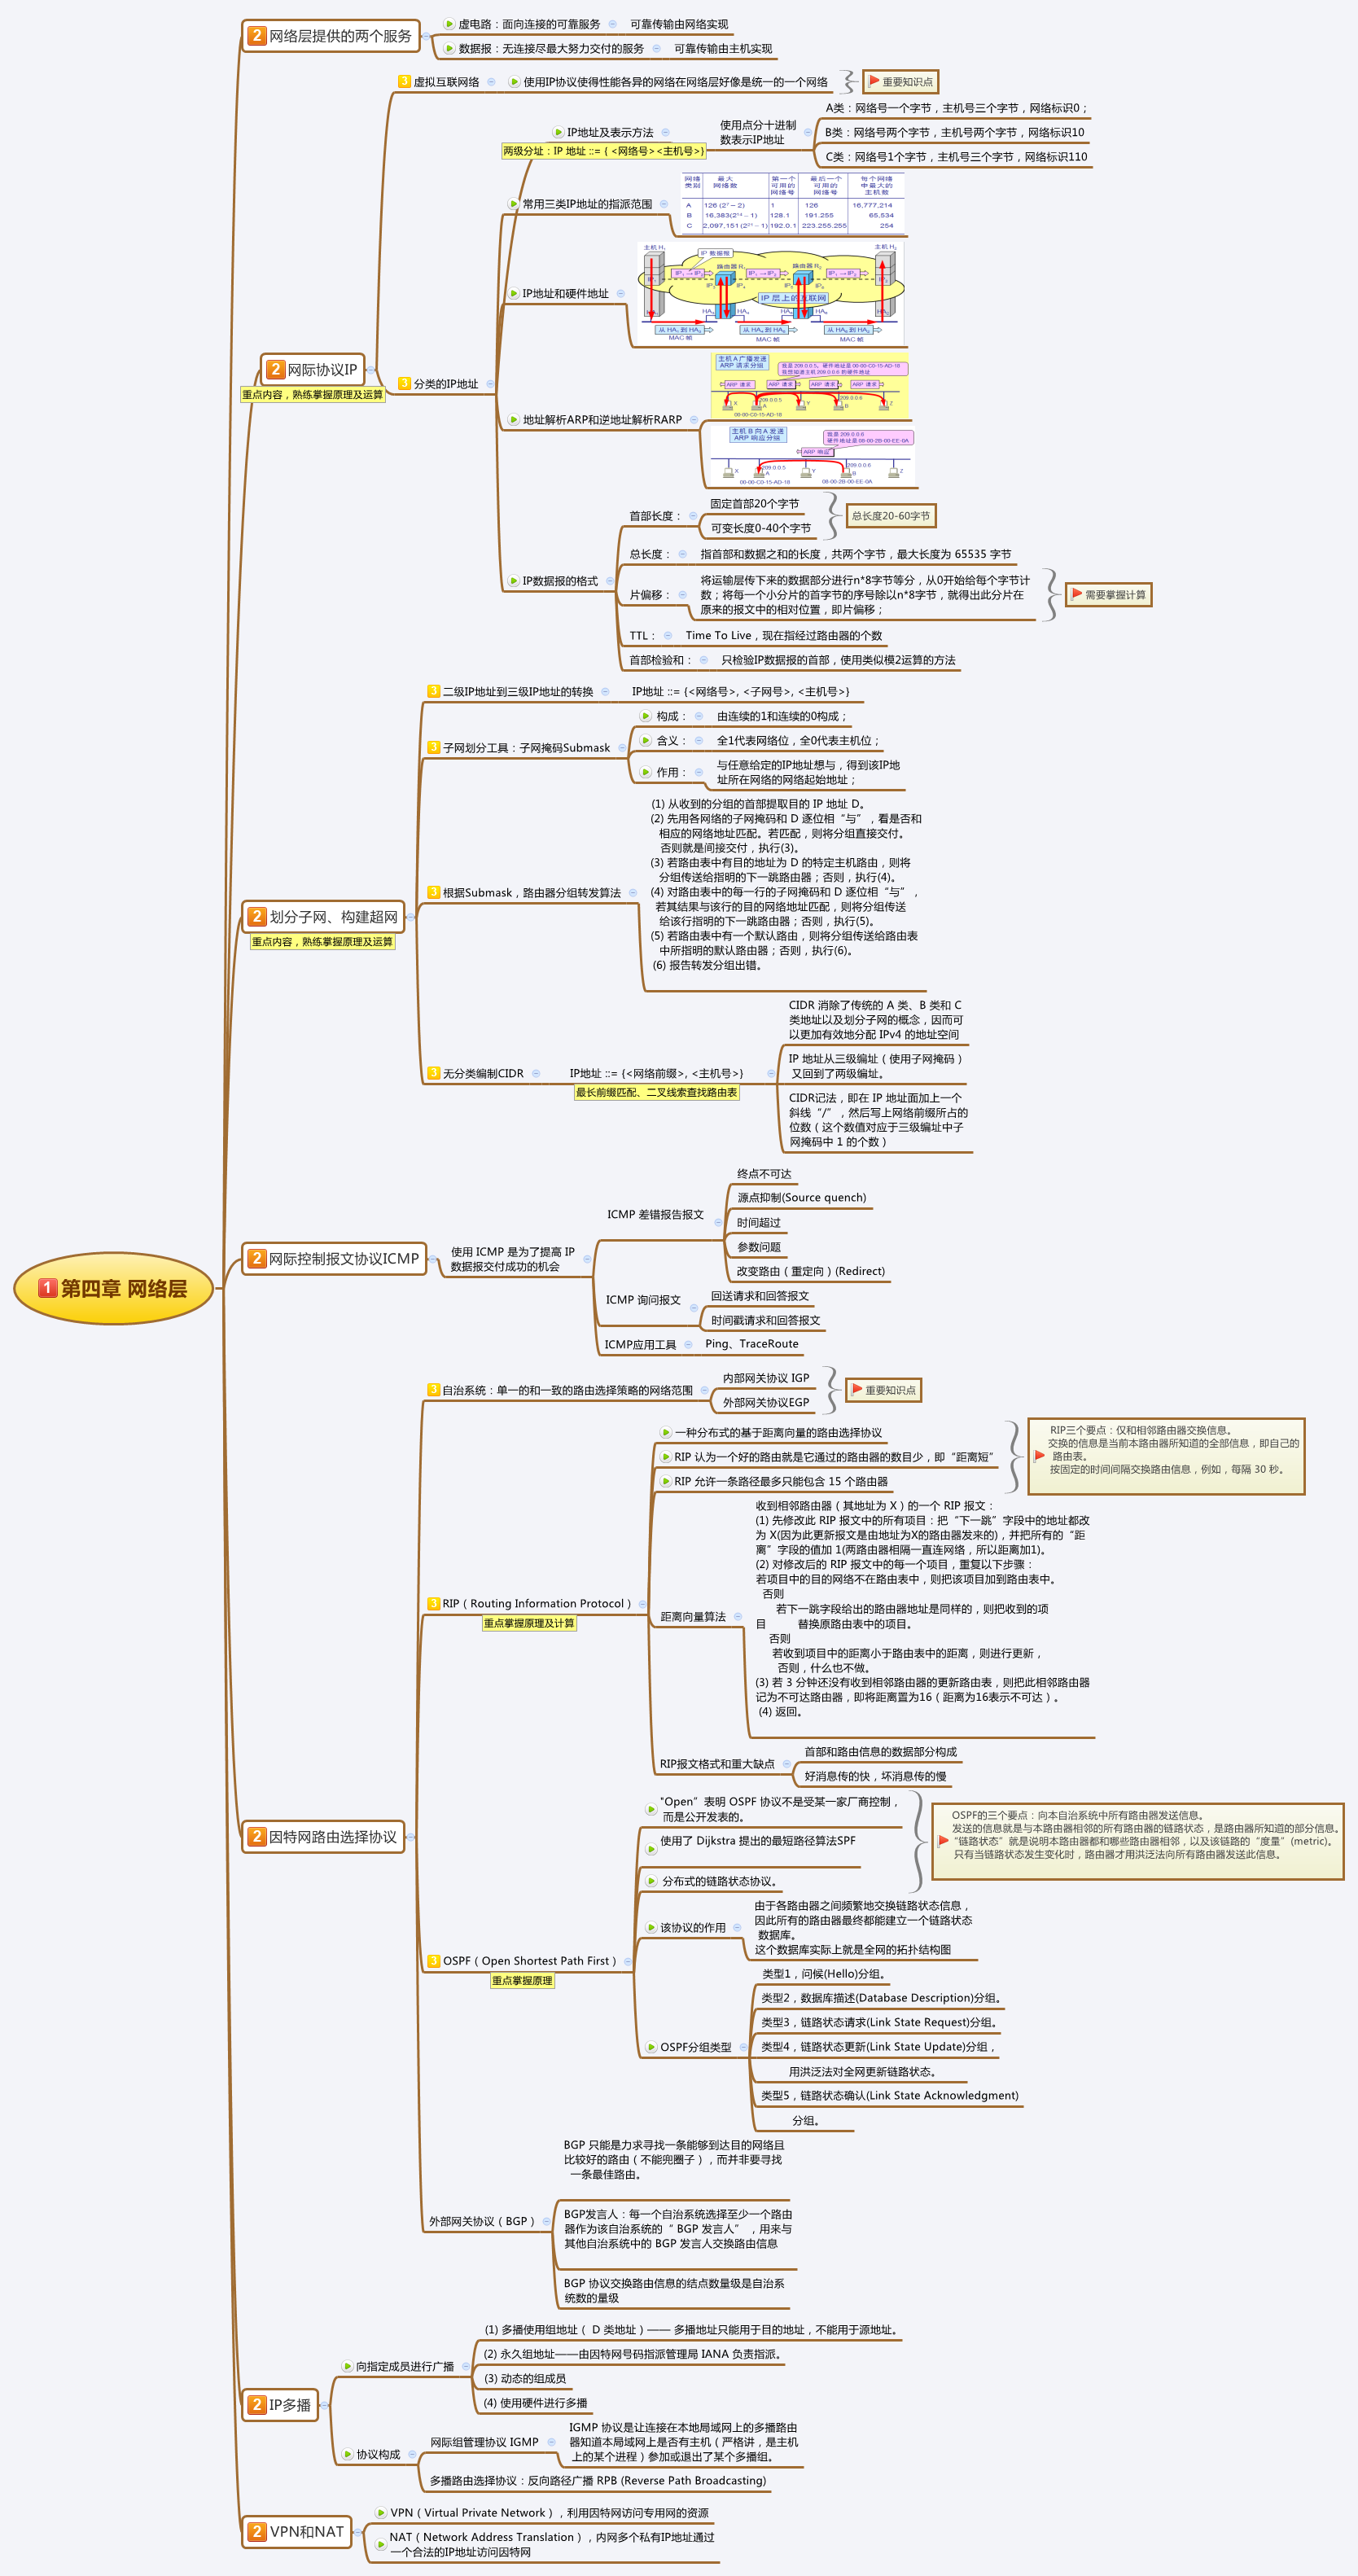 1 第四章 网络层
2 网络层提供的两个服务
虚电路：面向连接的可靠服务
可靠传输由网络实现
数据报：无连接尽最大努力交付的服务
可靠传输由主机实现
2 网际协议IP
重点内容，熟练掌握原理及运算
3 虚拟互联网络
使用IP协议使得性能各异的网络在网络层好像是统一的一个网络
重要知识点
3 分类的IP地址
IP地址及表示方法
两级分址：IP 地址 ::= { <网络号><主机号>}
使用点分十进制
数表示IP地址
A类：网络号一个字节，主机号三个字节，网络标识0；
B类：网络号两个字节，主机号两个字节，网络标识10
C类：网络号1个字节，主机号三个字节，网络标识110
常用三类IP地址的指派范围
网络 最大 第一个 最后一个 每个网络
类别 网络数 可用的 可用的 中最大的
网络号 网络号 主机数
A 126 (2⁷ – 2) 1 126 16,777,214
B 16,383(2¹⁴ – 1) 128.1 191.255 65,534
C 2,097,151 (2²¹ – 1) 192.0.1 223.255.255 254
IP地址和硬件地址
主机 H₁
IP 数据报
主机 H₂
路由器 R₁
路由器 R₂
IP₁ → IP₂
IP₁ → IP₂
IP₁ → IP₂
IP 层上的互联网
从 HA₁ 到 HA₃
从 HA₄ 到 HA₅
从 HA₆ 到 HA₂
MAC 帧
MAC 帧
MAC 帧
地址解析ARP和逆地址解析RARP
主机 A 广播发送
ARP 请求分组
我是 209.0.0.5，硬件地址是 00-00-C0-15-AD-18
我想知道主机 209.0.0.6 的硬件地址
ARP 请求
ARP 请求
ARP 请求
ARP 请求
209.0.0.5
209.0.0.6
X A Y B Z
00-00-C0-15-AD-18
主机 B 向 A 发送
ARP 响应分组
我是 209.0.0.6
硬件地址是 08-00-2B-00-EE-0A
ARP 响应
209.0.0.5
209.0.0.6
X A Y B Z
00-00-C0-15-AD-18
08-00-2B-00-EE-0A
IP数据报的格式
首部长度：
固定首部20个字节
可变长度0-40个字节
总长度20-60字节
总长度：
指首部和数据之和的长度，共两个字节，最大长度为 65535 字节
片偏移：
将运输层传下来的数据部分进行n*8字节等分，从0开始给每个字节计
数；将每一个小分片的首字节的序号除以n*8字节，就得出此分片在
原来的报文中的相对位置，即片偏移；
需要掌握计算
TTL：
Time To Live，现在指经过路由器的个数
首部检验和：
只检验IP数据报的首部，使用类似模2运算的方法
2 划分子网、构建超网
重点内容，熟练掌握原理及运算
3 二级IP地址到三级IP地址的转换
IP地址 ::= {<网络号>, <子网号>, <主机号>}
3 子网划分工具：子网掩码Submask
构成：
由连续的1和连续的0构成；
含义：
全1代表网络位，全0代表主机位；
作用：
与任意给定的IP地址想与，得到该IP地
址所在网络的网络起始地址；
3 根据Submask，路由器分组转发算法
(1) 从收到的分组的首部提取目的 IP 地址 D。
(2) 先用各网络的子网掩码和 D 逐位相“与”，看是否和
相应的网络地址匹配。若匹配，则将分组直接交付。
否则就是间接交付，执行(3)。
(3) 若路由表中有目的地址为 D 的特定主机路由，则将
分组传送给指明的下一跳路由器；否则，执行(4)。
(4) 对路由表中的每一行的子网掩码和 D 逐位相“与”，
若其结果与该行的目的网络地址匹配，则将分组传送
给该行指明的下一跳路由器；否则，执行(5)。
(5) 若路由表中有一个默认路由，则将分组传送给路由表
中所指明的默认路由器；否则，执行(6)。
(6) 报告转发分组出错。
3 无分类编制CIDR
IP地址 ::= {<网络前缀>, <主机号>}
最长前缀匹配、二叉线索查找路由表
CIDR 消除了传统的 A 类、B 类和 C
类地址以及划分子网的概念，因而可
以更加有效地分配 IPv4 的地址空间
IP 地址从三级编址（使用子网掩码）
又回到了两级编址。
CIDR记法，即在 IP 地址面加上一个
斜线“/”，然后写上网络前缀所占的
位数（这个数值对应于三级编址中子
网掩码中 1 的个数）
2 网际控制报文协议ICMP
使用 ICMP 是为了提高 IP
数据报交付成功的机会
ICMP 差错报告报文
终点不可达
源点抑制(Source quench)
时间超过
参数问题
改变路由（重定向）(Redirect)
ICMP 询问报文
回送请求和回答报文
时间戳请求和回答报文
ICMP应用工具
Ping、TraceRoute
2 因特网路由选择协议
3 自治系统：单一的和一致的路由选择策略的网络范围
内部网关协议 IGP
外部网关协议EGP
重要知识点
3 RIP（Routing Information Protocol）
重点掌握原理及计算
一种分布式的基于距离向量的路由选择协议
RIP 认为一个好的路由就是它通过的路由器的数目少，即“距离短”
RIP 允许一条路径最多只能包含 15 个路由器
RIP三个要点：仅和相邻路由器交换信息。
交换的信息是当前本路由器所知道的全部信息，即自己的
路由表。
按固定的时间间隔交换路由信息，例如，每隔 30 秒。
距离向量算法
收到相邻路由器（其地址为 X）的一个 RIP 报文：
(1) 先修改此 RIP 报文中的所有项目：把“下一跳”字段中的地址都改
为 X(因为此更新报文是由地址为X的路由器发来的)，并把所有的“距
离”字段的值加 1(两路由器相隔一直连网络，所以距离加1)。
(2) 对修改后的 RIP 报文中的每一个项目，重复以下步骤：
若项目中的目的网络不在路由表中，则把该项目加到路由表中。
否则
若下一跳字段给出的路由器地址是同样的，则把收到的项
目 替换原路由表中的项目。
否则
若收到项目中的距离小于路由表中的距离，则进行更新，
否则，什么也不做。
(3) 若 3 分钟还没有收到相邻路由器的更新路由表，则把此相邻路由器
记为不可达路由器，即将距离置为16（距离为16表示不可达）。
(4) 返回。
RIP报文格式和重大缺点
首部和路由信息的数据部分构成
好消息传的快，坏消息传的慢
3 OSPF（Open Shortest Path First）
重点掌握原理
"Open”表明 OSPF 协议不是受某一家厂商控制，
而是公开发表的。
使用了 Dijkstra 提出的最短路径算法SPF
分布式的链路状态协议。
OSPF的三个要点：向本自治系统中所有路由器发送信息。
发送的信息就是与本路由器相邻的所有路由器的链路状态，是路由器所知道的部分信息。
“链路状态”就是说明本路由器都和哪些路由器相邻，以及该链路的“度量”(metric)。
只有当链路状态发生变化时，路由器才用洪泛法向所有路由器发送此信息。
该协议的作用
由于各路由器之间频繁地交换链路状态信息，
因此所有的路由器最终都能建立一个链路状态
数据库。
这个数据库实际上就是全网的拓扑结构图
OSPF分组类型
类型1，问候(Hello)分组。
类型2，数据库描述(Database Description)分组。
类型3，链路状态请求(Link State Request)分组。
类型4，链路状态更新(Link State Update)分组，
用洪泛法对全网更新链路状态。
类型5，链路状态确认(Link State Acknowledgment)
分组。
外部网关协议（BGP）
BGP 只能是力求寻找一条能够到达目的网络且
比较好的路由（不能兜圈子），而并非要寻找
一条最佳路由。
BGP发言人：每一个自治系统选择至少一个路由
器作为该自治系统的“ BGP 发言人” ，用来与
其他自治系统中的 BGP 发言人交换路由信息
BGP 协议交换路由信息的结点数量级是自治系
统数的量级
2 IP多播
向指定成员进行广播
(1) 多播使用组地址（ D 类地址）—— 多播地址只能用于目的地址，不能用于源地址。
(2) 永久组地址——由因特网号码指派管理局 IANA 负责指派。
(3) 动态的组成员
(4) 使用硬件进行多播
协议构成
网际组管理协议 IGMP
IGMP 协议是让连接在本地局域网上的多播路由
器知道本局域网上是否有主机（严格讲，是主机
上的某个进程）参加或退出了某个多播组。
多播路由选择协议：反向路径广播 RPB (Reverse Path Broadcasting)
2 VPN和NAT
VPN（Virtual Private Network），利用因特网访问专用网的资源
NAT（Network Address Translation），内网多个私有IP地址通过
一个合法的IP地址访问因特网